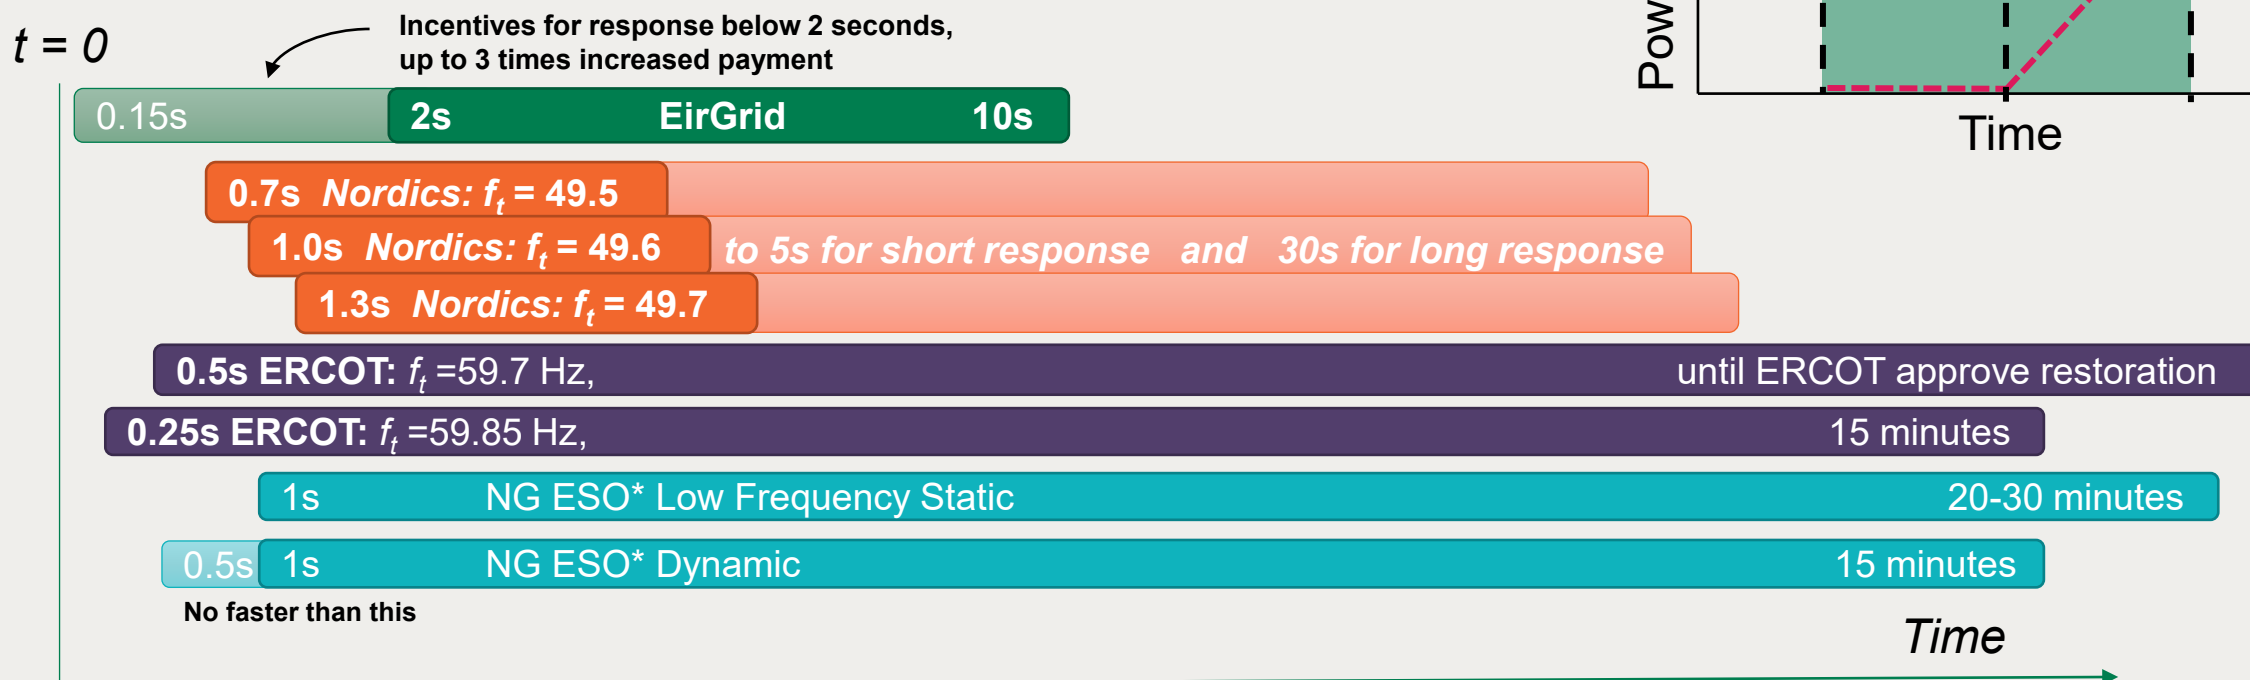 t = 0
Incentives for response below 2 seconds,
up to 3 times increased payment
Pow
Time
0.15s 2s EirGrid 10s
0.7s Nordics: fₜ = 49.5
1.0s Nordics: fₜ = 49.6 to 5s for short response and 30s for long response
1.3s Nordics: fₜ = 49.7
0.5s ERCOT: fₜ =59.7 Hz, until ERCOT approve restoration
0.25s ERCOT: fₜ =59.85 Hz, 15 minutes
1s NG ESO* Low Frequency Static 20-30 minutes
0.5s 1s NG ESO* Dynamic 15 minutes
No faster than this
Time